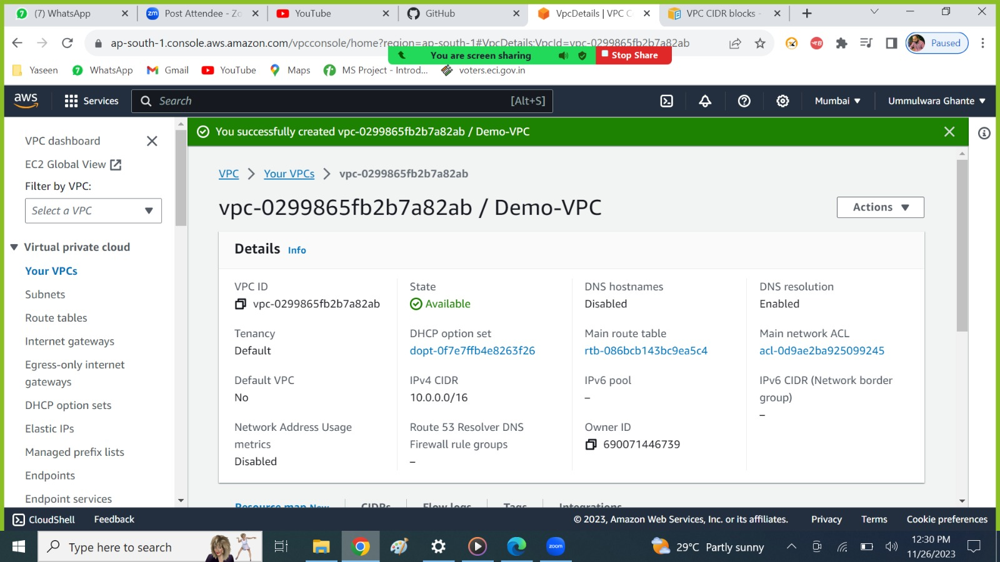 (7) WhatsApp
Post Attendee - Zo
YouTube
GitHub
VpcDetails | VPC C
VPC CIDR blocks -
ap-south-1.console.aws.amazon.com/vpcconsole/home?region=ap-south-1#VpcDetails:VpcId=vpc-0299865fb2b7a82ab
Paused
You are screen sharing
Stop Share
Yaseen
WhatsApp
Gmail
YouTube
Maps
MS Project - Introd...
voters.eci.gov.in
aws
Services
Search
[Alt+S]
Mumbai
Ummulwara Ghante
VPC dashboard
EC2 Global View
Filter by VPC:
Select a VPC
Virtual private cloud
Your VPCs
Subnets
Route tables
Internet gateways
Egress-only internet
gateways
DHCP option sets
Elastic IPs
Managed prefix lists
Endpoints
Endpoint services
You successfully created vpc-0299865fb2b7a82ab / Demo-VPC
VPC > Your VPCs > vpc-0299865fb2b7a82ab
vpc-0299865fb2b7a82ab / Demo-VPC
Actions
Details Info
VPC ID
vpc-0299865fb2b7a82ab
State
Available
DNS hostnames
Disabled
DNS resolution
Enabled
Tenancy
Default
DHCP option set
dopt-0f7e7ffb4e8263f26
Main route table
rtb-086bcb143bc9ea5c4
Main network ACL
acl-0d9ae2ba925099245
Default VPC
No
IPv4 CIDR
10.0.0.0/16
IPv6 pool
–
IPv6 CIDR (Network border
group)
–
Network Address Usage
metrics
Disabled
Route 53 Resolver DNS
Firewall rule groups
–
Owner ID
690071446739
Resource map New
CIDRs
Flow logs
Tags
Integrations
CloudShell
Feedback
© 2023, Amazon Web Services, Inc. or its affiliates.
Privacy
Terms
Cookie preferences
Type here to search
zoom
29°C Partly sunny
12:30 PM
11/26/2023